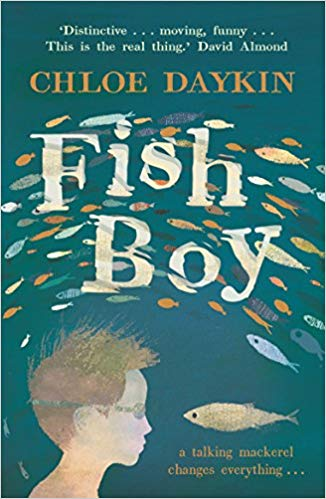 ‘Distinctive . . . moving, funny . . .
This is the real thing.’ David Almond
CHLOE DAYKIN
Fish
Boy
a talking mackerel
changes everything . . .